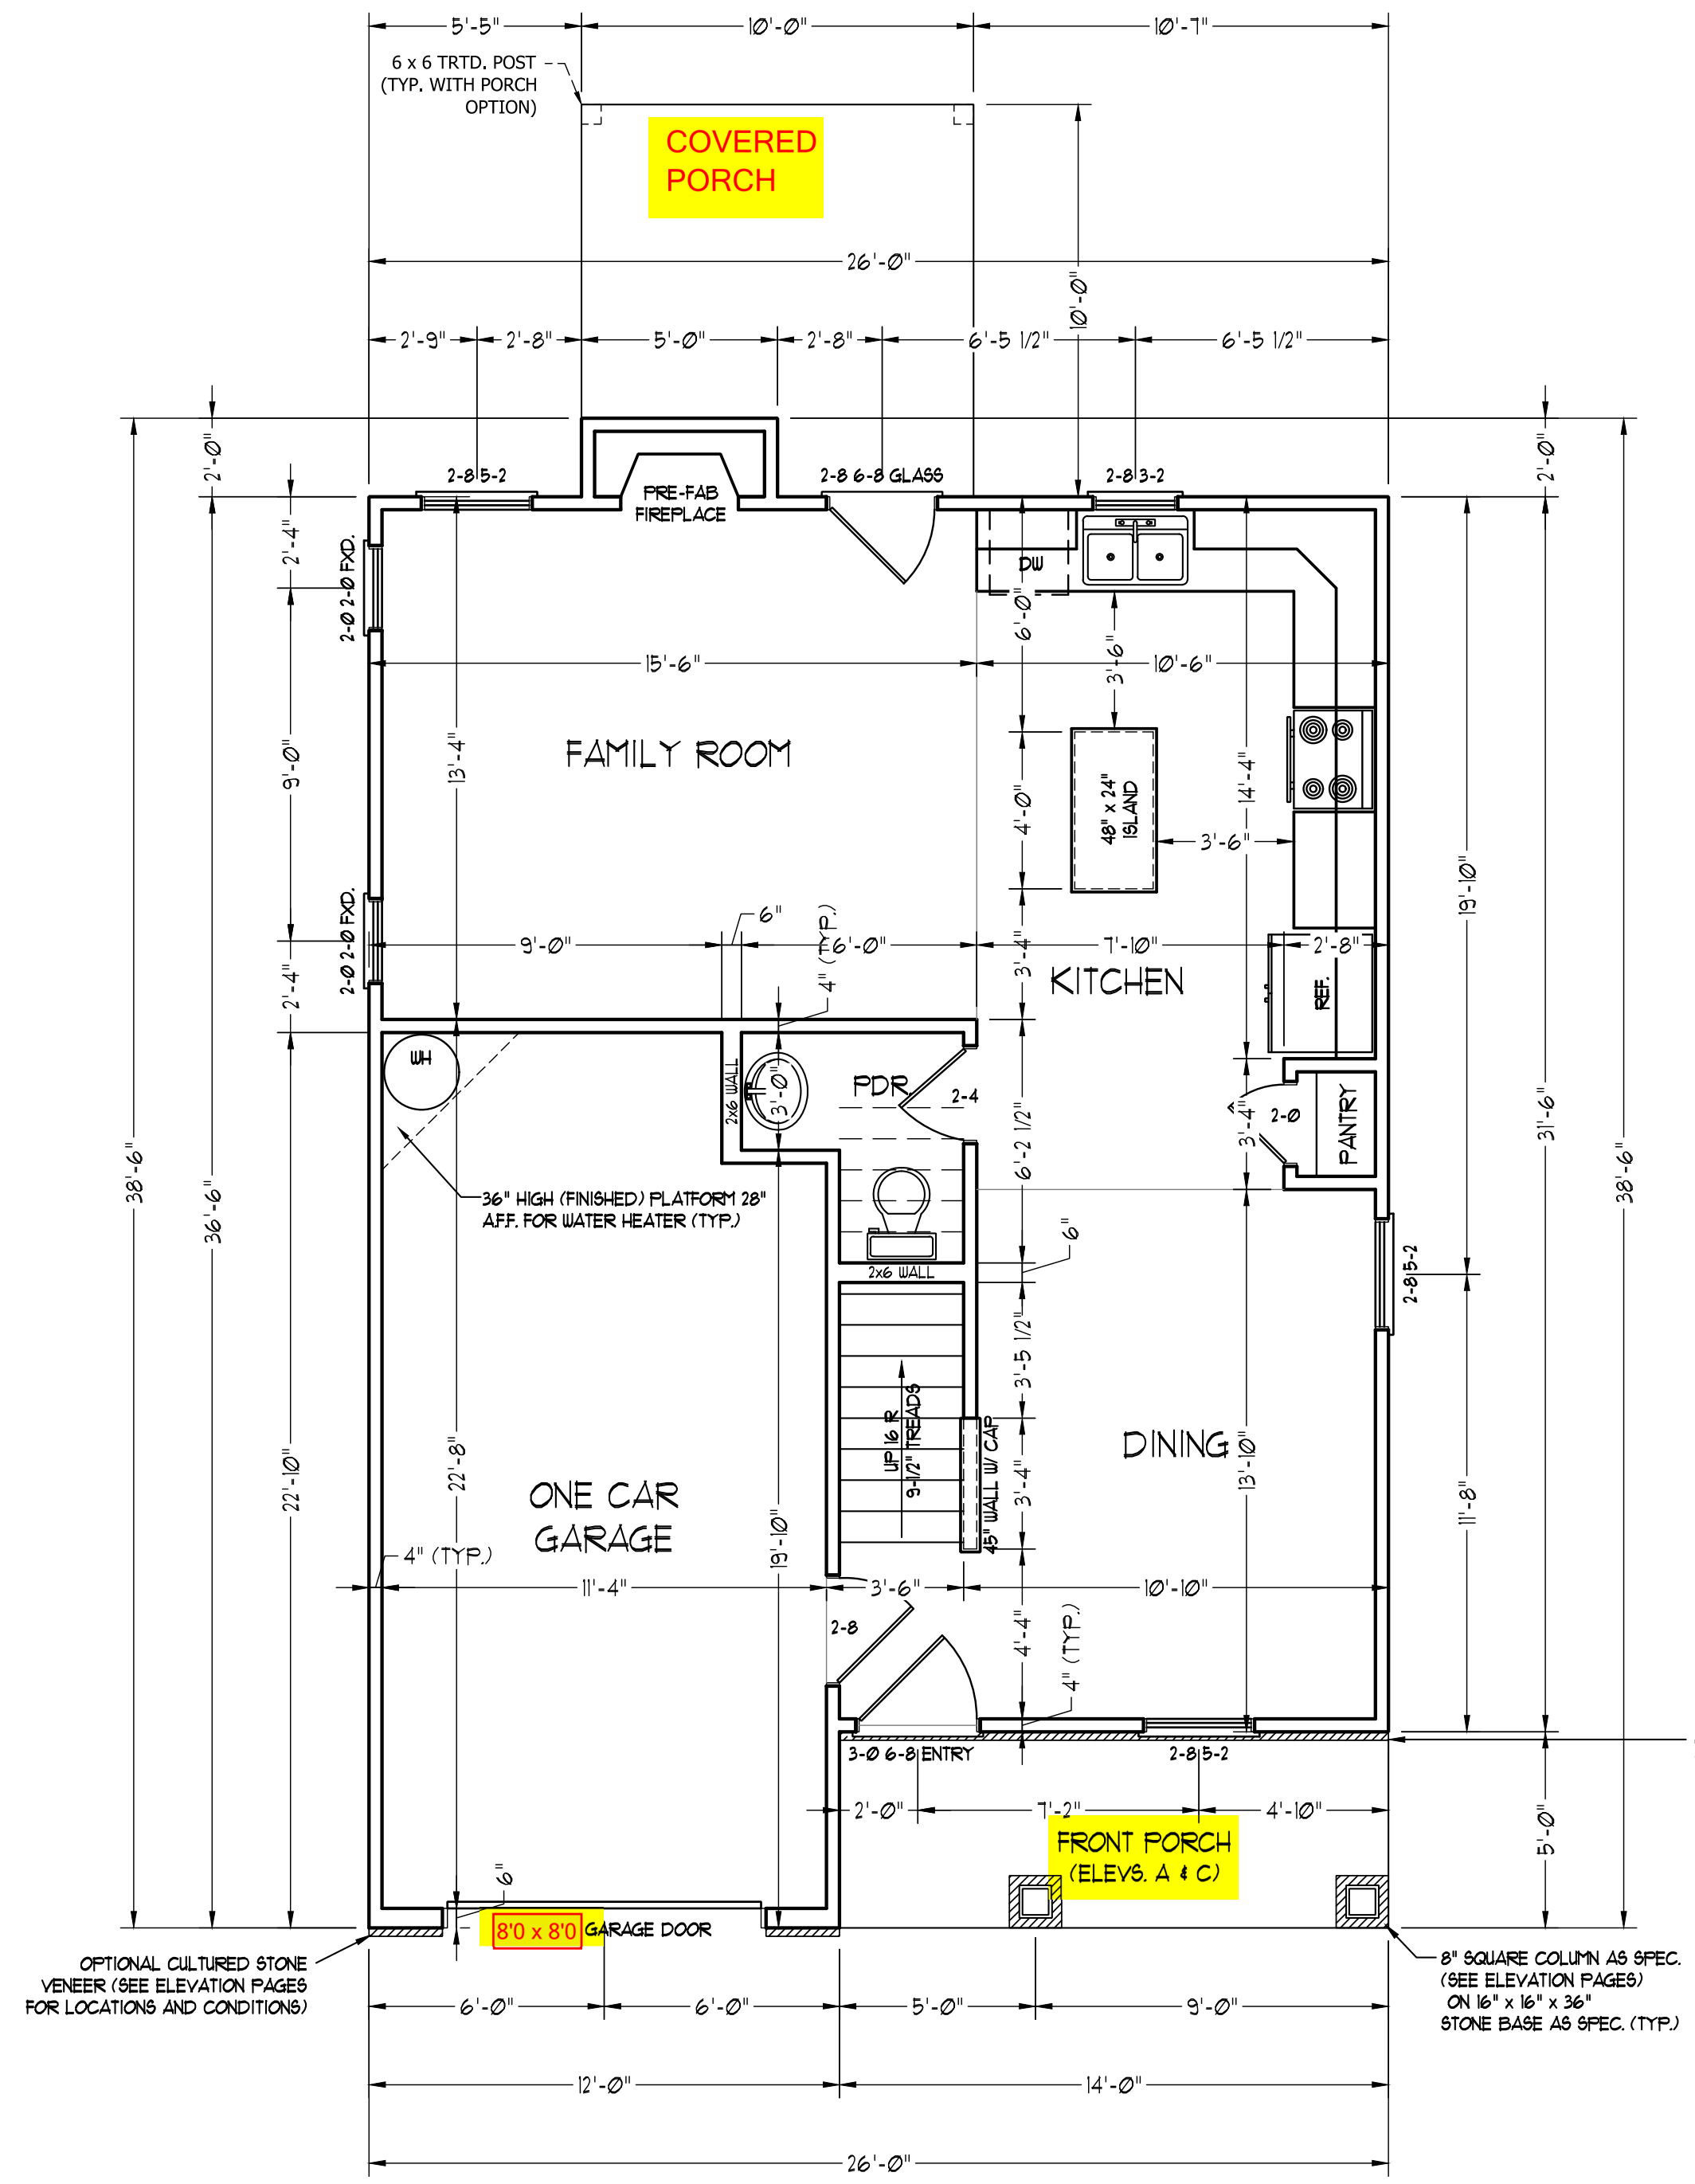 5'-5"
10'-0"
10'-7"
6 x 6 TRTD. POST
(TYP. WITH PORCH
OPTION)
COVERED
PORCH
26'-0"
10'-0"
2'-9"
2'-8"
5'-0"
2'-8"
6'-5 1/2"
6'-5 1/2"
2'-0"
2'-0"
2-8 5-2
PRE-FAB
FIREPLACE
2-8 6-8 GLASS
2-8 3-2
2'-4"
2-0 2-0 FXD.
DW
6'-0"
3'-6"
15'-6"
10'-6"
FAMILY ROOM
13'-4"
9'-0"
4'-0"
48" x 24"
ISLAND
14'-4"
3'-6"
19'-10"
2-0 2-0 FXD.
2'-4"
9'-0"
6"
4" (TYP.)
6'-0"
3'-4"
7'-10"
2'-8"
KITCHEN
REF.
WH
2x6 WALL
3'-0"
PDR.
2-4
6'-2 1/2"
3'-4"
2-0
PANTRY
38'-6"
36'-6"
31'-6"
38'-6"
36" HIGH (FINISHED) PLATFORM 28"
A.F.F. FOR WATER HEATER (TYP.)
6"
2x6 WALL
2-8 5-2
3'-5 1/2"
UP 16 R
9-1/2" TREADS
3'-4"
45" WALL W/ CAP
DINING
13'-10"
11'-8"
22'-10"
22'-8"
ONE CAR
GARAGE
19'-10"
4" (TYP.)
11'-4"
3'-6"
10'-10"
2-8
4'-4"
4" (TYP.)
3-0 6-8 ENTRY
2-8 5-2
2'-0"
7'-2"
4'-10"
5'-0"
FRONT PORCH
(ELEVS. A & C)
6"
8'0 x 8'0 GARAGE DOOR
OPTIONAL CULTURED STONE
VENEER (SEE ELEVATION PAGES
FOR LOCATIONS AND CONDITIONS)
8" SQUARE COLUMN AS SPEC.
(SEE ELEVATION PAGES)
ON 16" x 16" x 36"
STONE BASE AS SPEC. (TYP.)
6'-0"
6'-0"
5'-0"
9'-0"
12'-0"
14'-0"
26'-0"